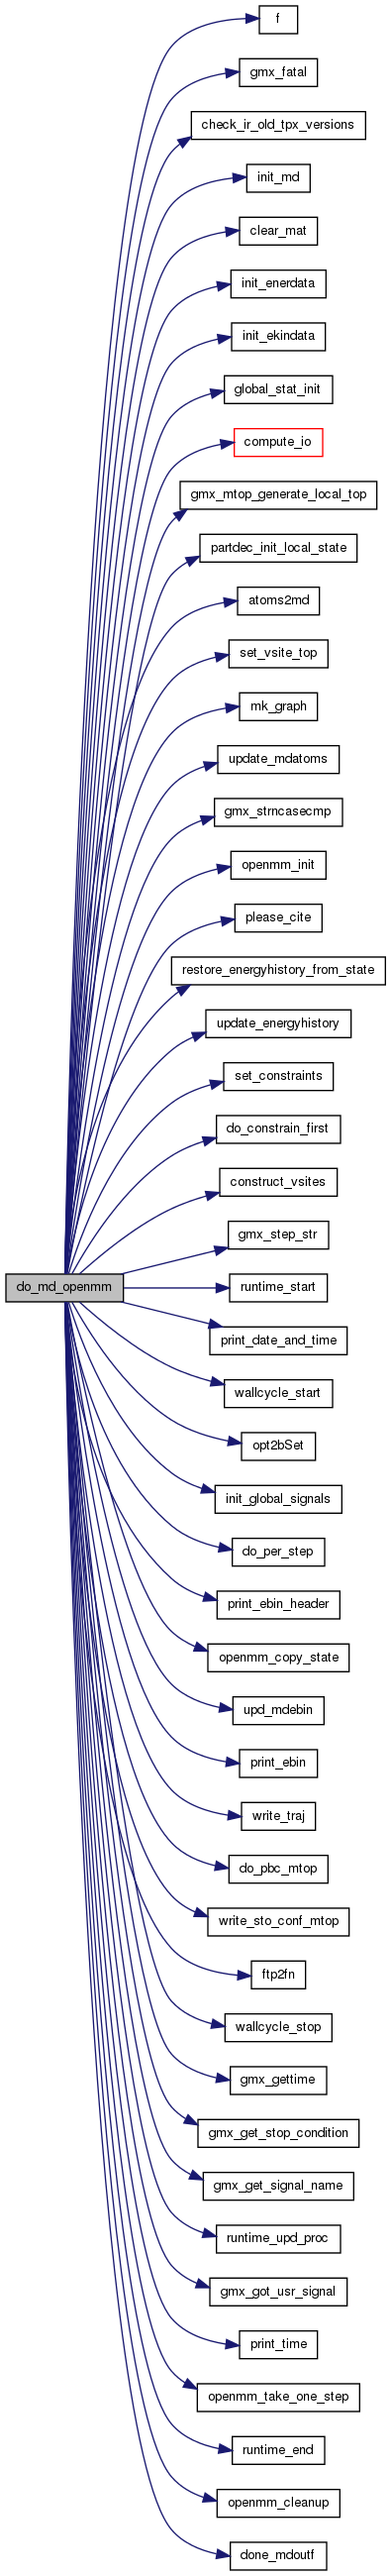 f
gmx_fatal
check_ir_old_tpx_versions
init_md
clear_mat
init_enerdata
init_ekindata
global_stat_init
compute_io
gmx_mtop_generate_local_top
partdec_init_local_state
atoms2md
set_vsite_top
mk_graph
update_mdatoms
gmx_strncasecmp
openmm_init
please_cite
restore_energyhistory_from_state
update_energyhistory
set_constraints
do_constrain_first
construct_vsites
gmx_step_str
do_md_openmm
runtime_start
print_date_and_time
wallcycle_start
opt2bSet
init_global_signals
do_per_step
print_ebin_header
openmm_copy_state
upd_mdebin
print_ebin
write_traj
do_pbc_mtop
write_sto_conf_mtop
ftp2fn
wallcycle_stop
gmx_gettime
gmx_get_stop_condition
gmx_get_signal_name
runtime_upd_proc
gmx_got_usr_signal
print_time
openmm_take_one_step
runtime_end
openmm_cleanup
done_mdoutf